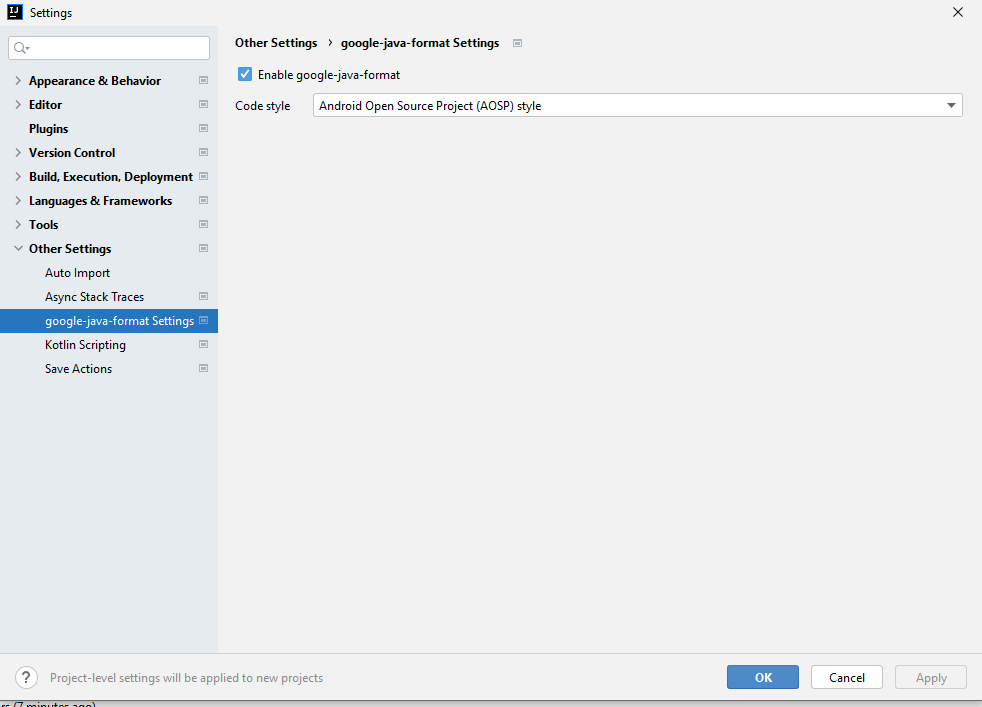 IJ
Settings
Other Settings › google-java-format Settings
Enable google-java-format
Code style
Android Open Source Project (AOSP) style
Appearance & Behavior
Editor
Plugins
Version Control
Build, Execution, Deployment
Languages & Frameworks
Tools
Other Settings
Auto Import
Async Stack Traces
google-java-format Settings
Kotlin Scripting
Save Actions
? Project-level settings will be applied to new projects
OK
Cancel
Apply
rs (7 minutes ago)